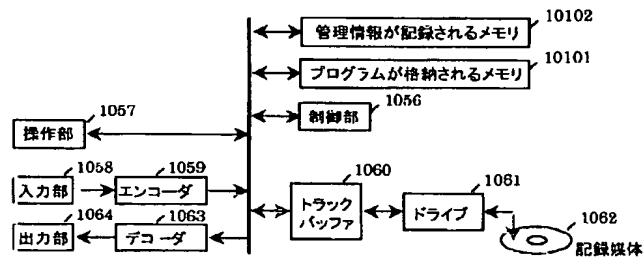 10102
管理情報が記録されるメモリ
10101
プログラムが格納されるメモリ
1056
制御部
1057
操作部
1058
入力部
1059
エンコーダ
1060
トラック
バッファ
1061
ドライブ
1062
記録媒体
1064
出力部
1063
デコーダ